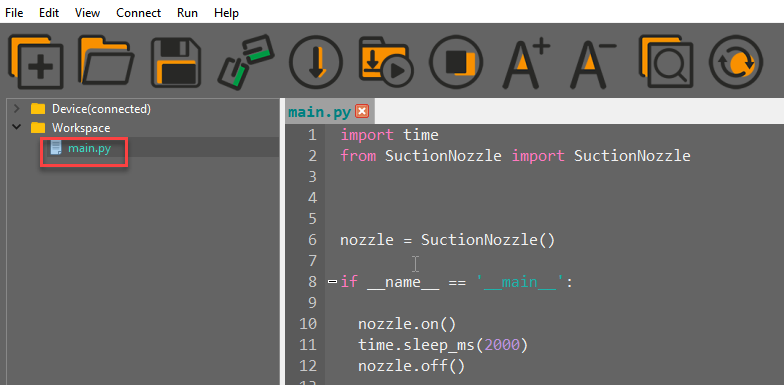 File Edit View Connect Run Help
Device(connected)
Workspace
main.py
main.py
1 import time
2 from SuctionNozzle import SuctionNozzle
3
4
5
6 nozzle = SuctionNozzle()
7
8 if __name__ == '__main__':
9
10 nozzle.on()
11 time.sleep_ms(2000)
12 nozzle.off()